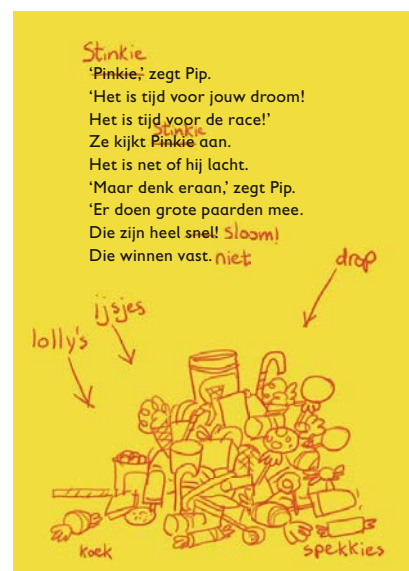 Stinkie
‘Pinkie,’ zegt Pip.
‘Het is tijd voor jouw droom!
Het is tijd voor de race!’
Stinkie
Ze kijkt Pinkie aan.
Het is net of hij lacht.
‘Maar denk eraan,’ zegt Pip.
‘Er doen grote paarden mee.
Die zijn heel snel! sloom!
Die winnen vast. niet
drop
ijsjes
lolly's
koek
spekkies